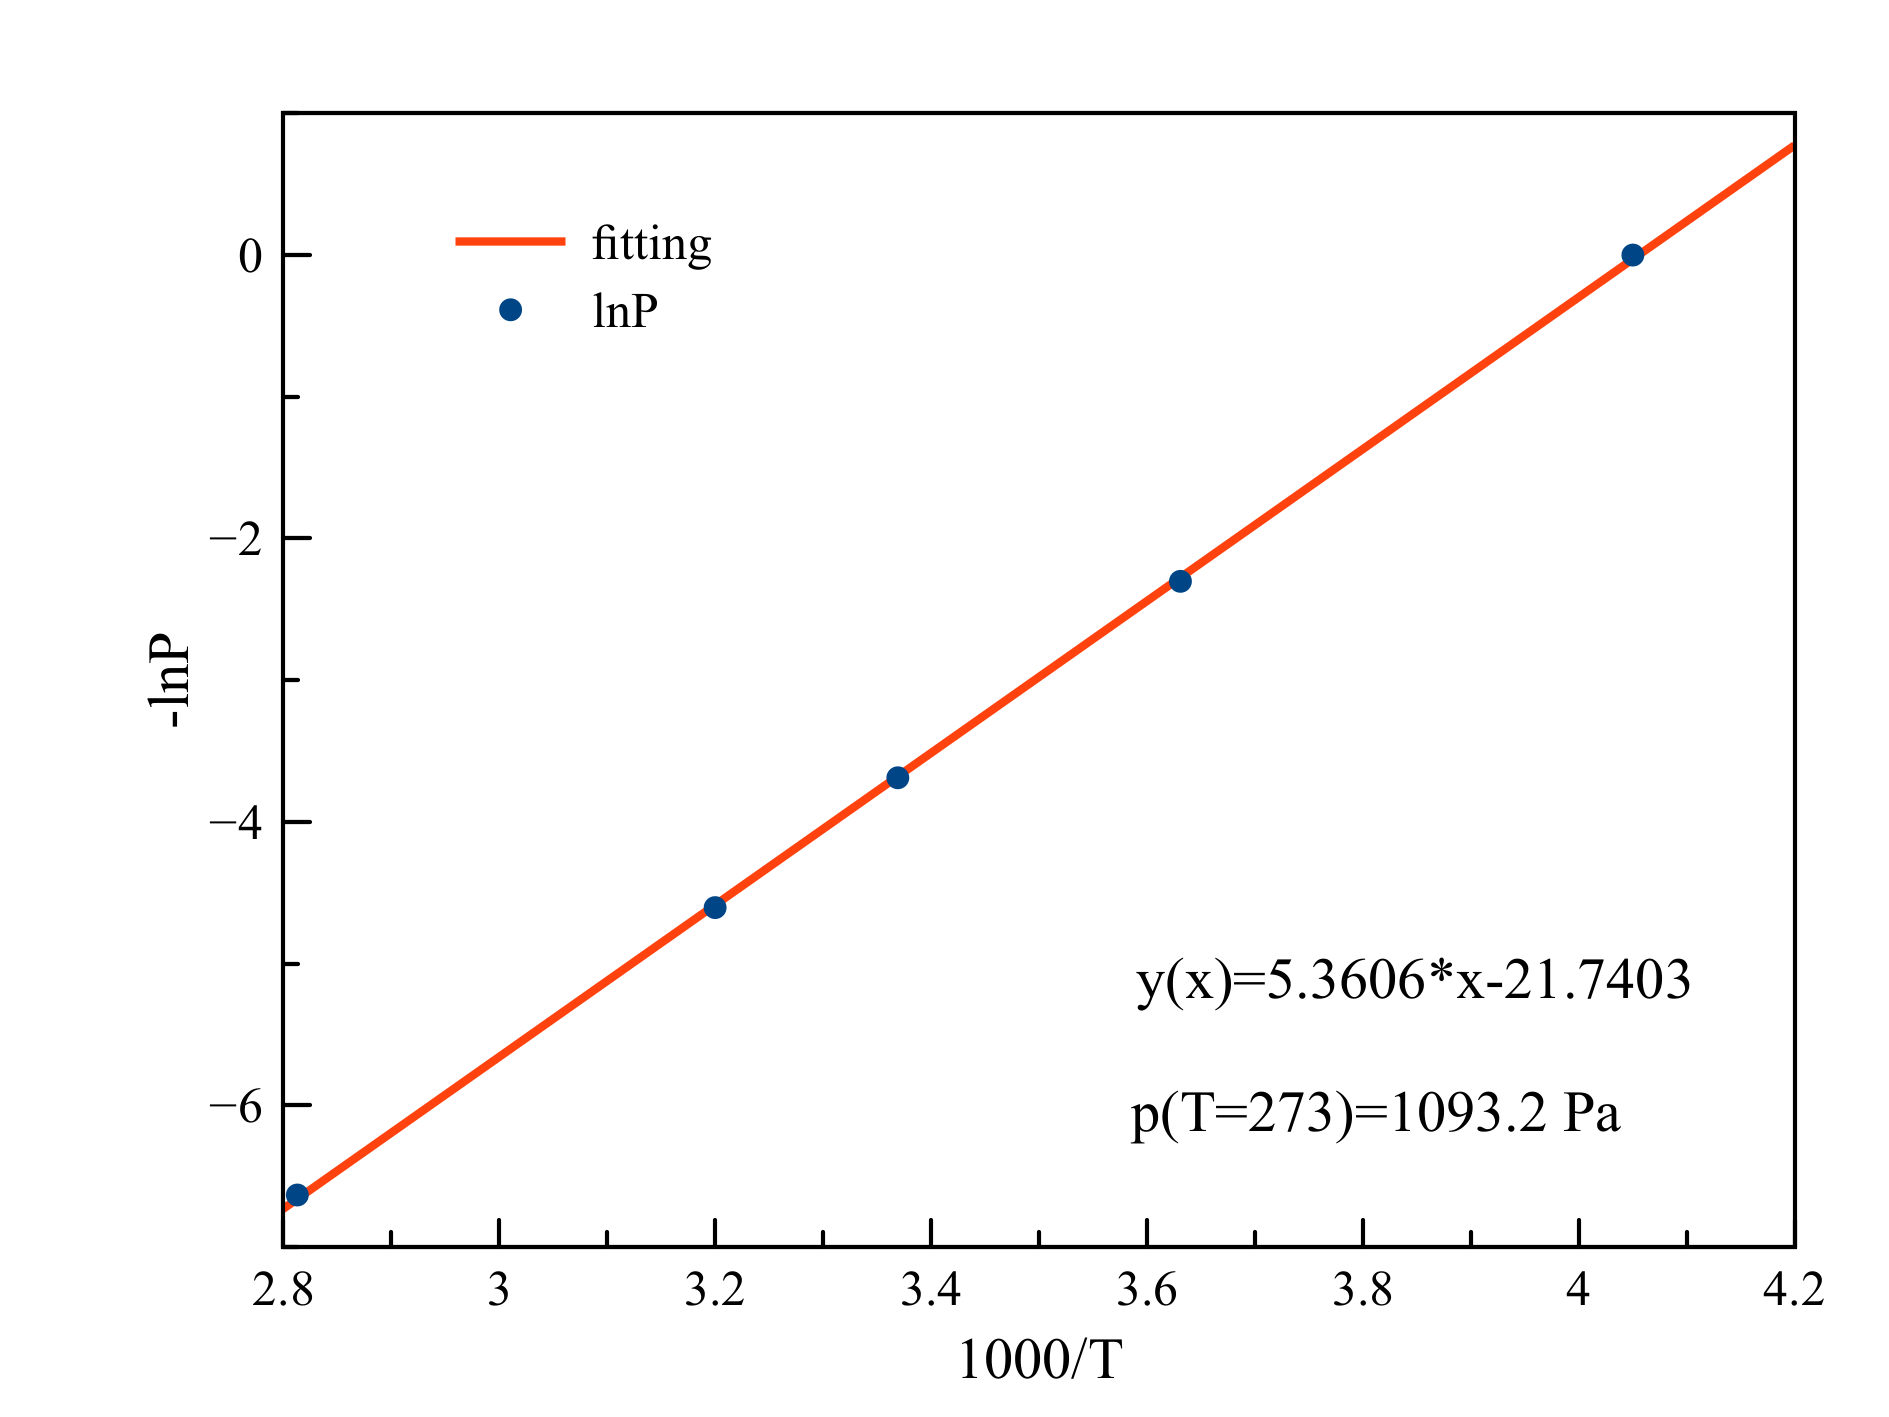 fitting
lnP
0
−2
−4
−6
-lnP
y(x)=5.3606*x-21.7403
p(T=273)=1093.2 Pa
2.8 3 3.2 3.4 3.6 3.8 4 4.2
1000/T